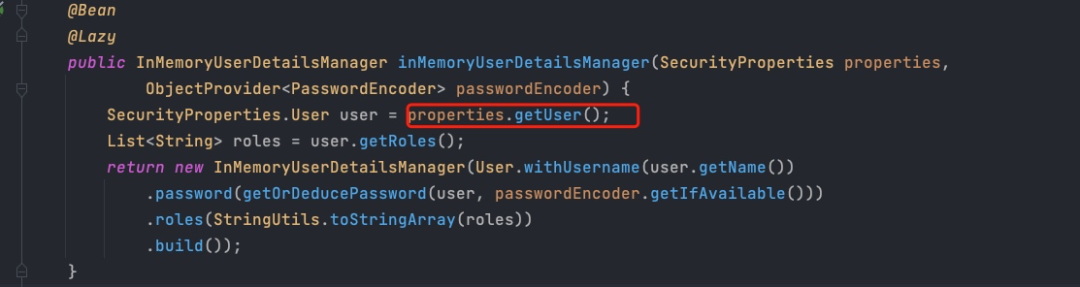 @Bean
@Lazy
public InMemoryUserDetailsManager inMemoryUserDetailsManager(SecurityProperties properties,
        ObjectProvider<PasswordEncoder> passwordEncoder) {
    SecurityProperties.User user = properties.getUser();
    List<String> roles = user.getRoles();
    return new InMemoryUserDetailsManager(User.withUsername(user.getName())
        .password(getOrDeducePassword(user, passwordEncoder.getIfAvailable()))
        .roles(StringUtils.toStringArray(roles))
        .build());
}